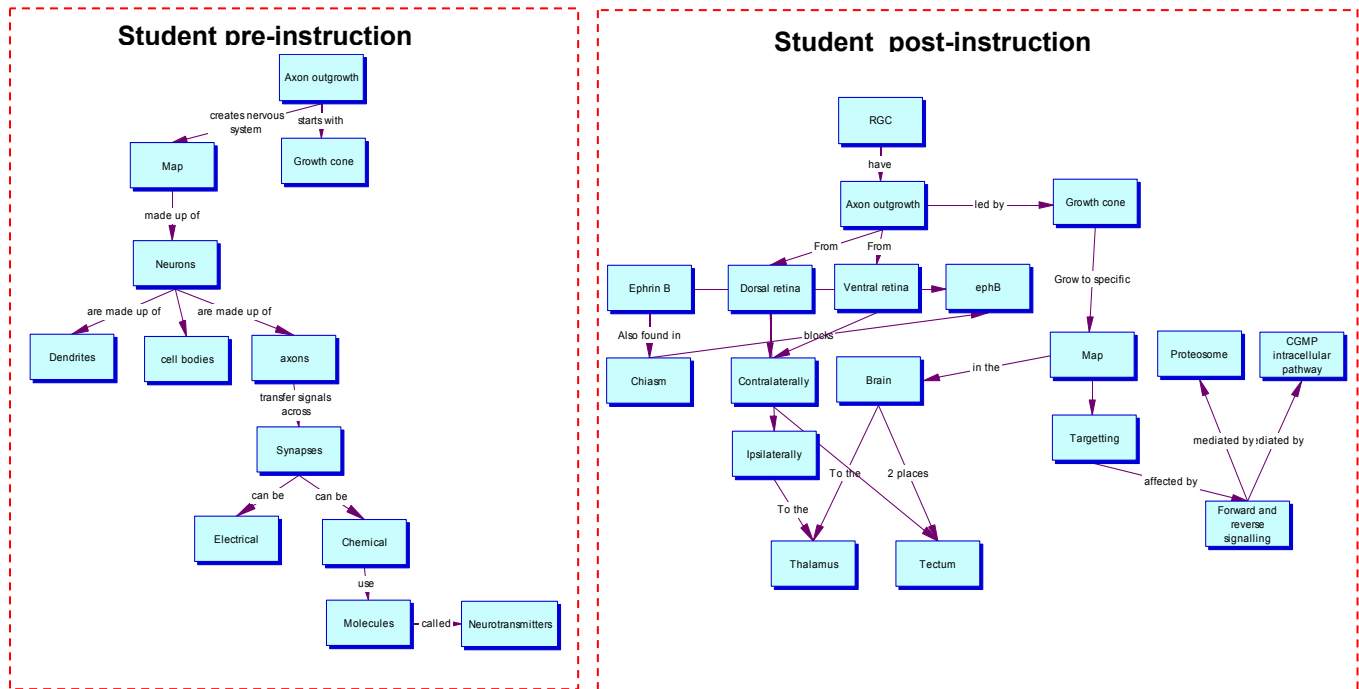 Student pre-instruction
Axon outgrowth
creates nervous
system
starts with
Map
Growth cone
made up of
Neurons
are made up of
are made up of
Dendrites
cell bodies
axons
transfer signals
across
Synapses
can be
can be
Electrical
Chemical
use
Molecules
called
Neurotransmitters
Student post-instruction
RGC
have
Axon outgrowth
led by
Growth cone
From
From
Ephrin B
Dorsal retina
Ventral retina
ephB
Grow to specific
Also found in
blocks
Chiasm
Contralaterally
Brain
in the
Map
Proteosome
CGMP
intracellular
pathway
Ipsilaterally
Targetting
To the
2 places
mediated by
diated by
affected by
To the
Forward and
reverse
signalling
Thalamus
Tectum